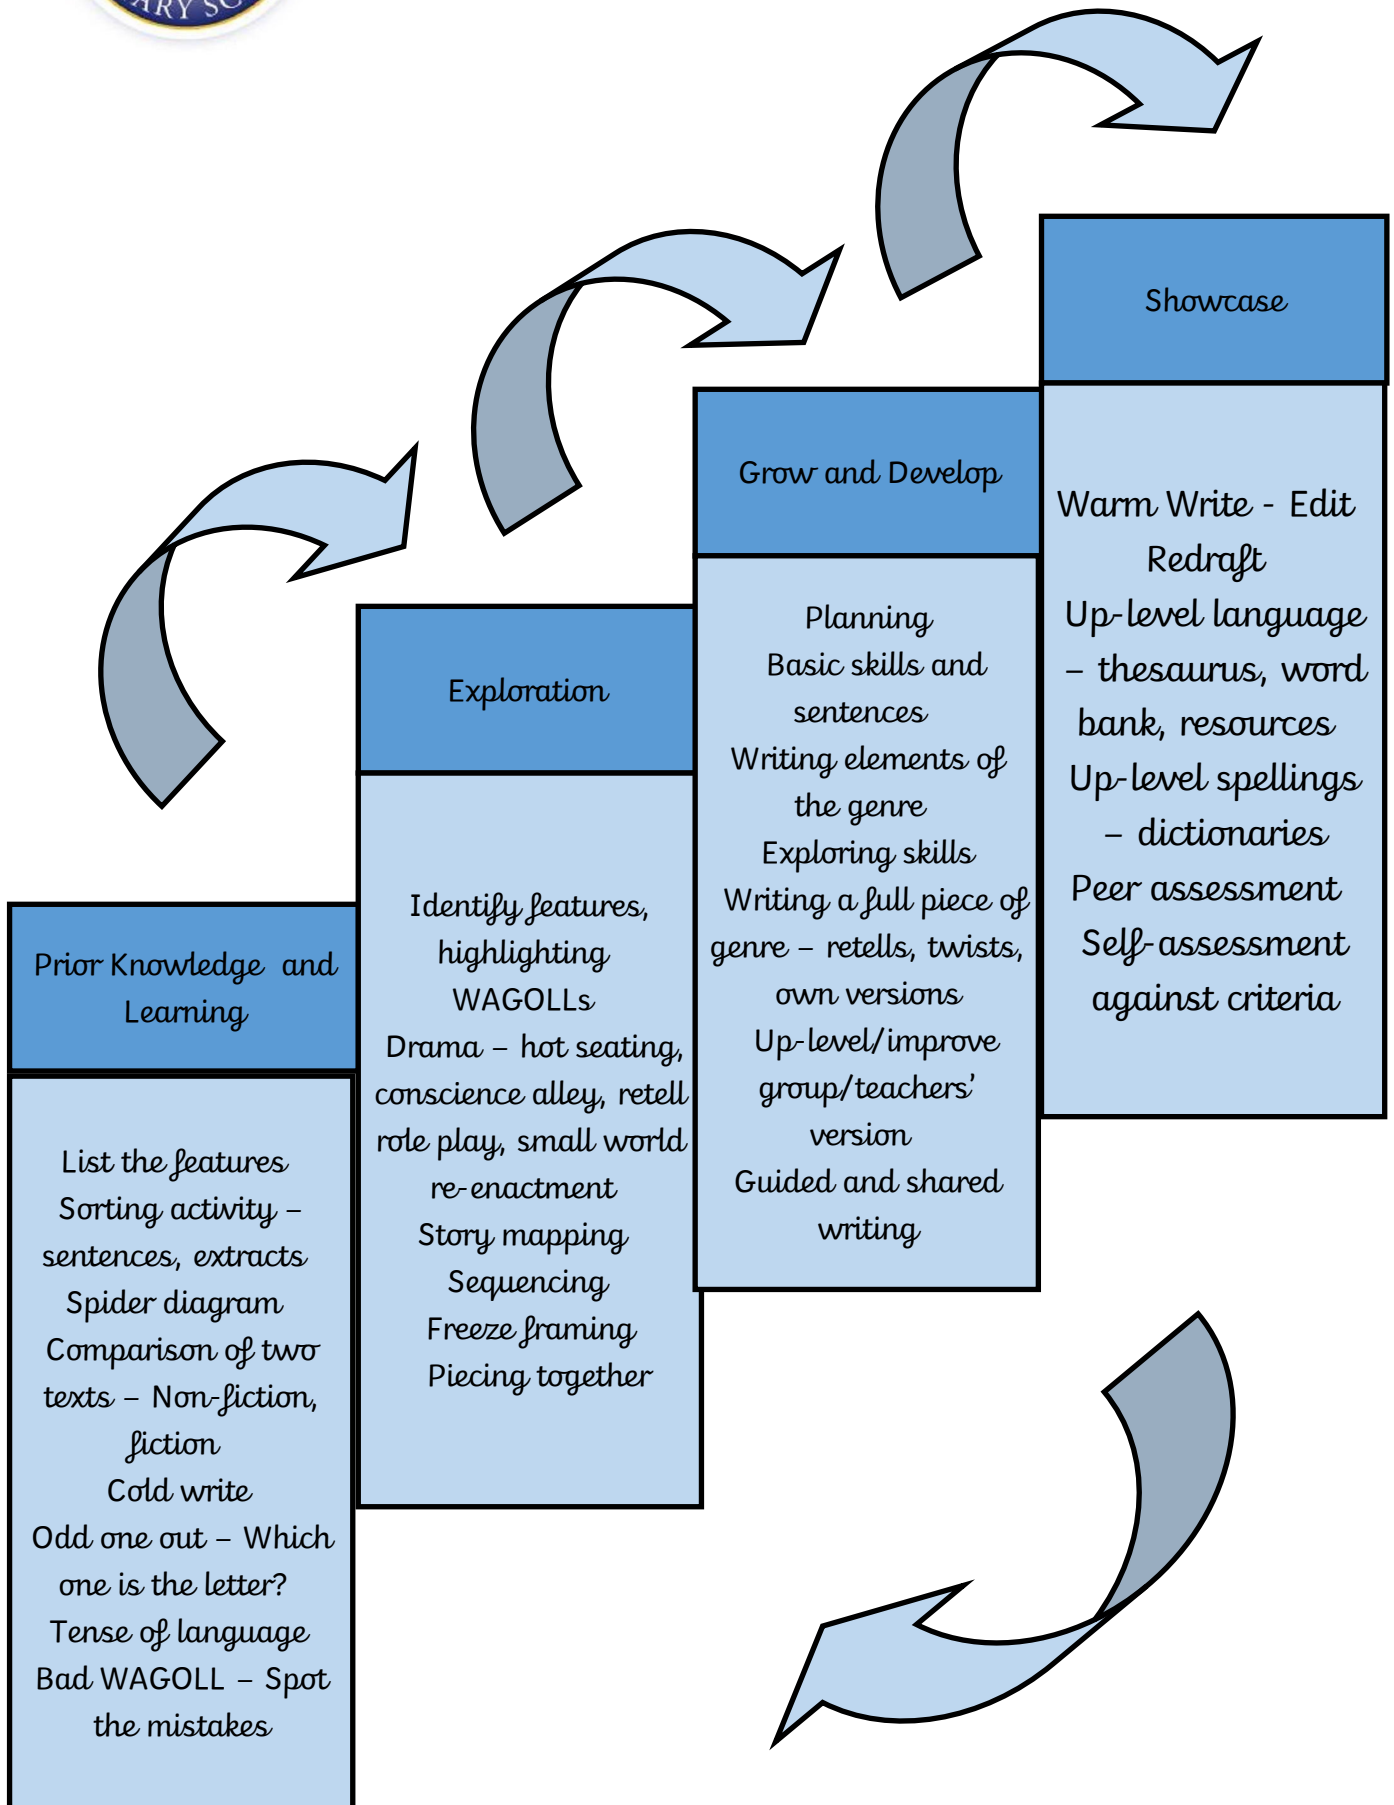 ARY SC
Prior Knowledge and
Learning
List the features
Sorting activity –
sentences, extracts
Spider diagram
Comparison of two
texts – Non-fiction,
fiction
Cold write
Odd one out – Which
one is the letter?
Tense of language
Bad WAGOLL – Spot
the mistakes
Exploration
Identify features,
highlighting
WAGOLLs
Drama – hot seating,
conscience alley, retell
role play, small world
re-enactment
Story mapping
Sequencing
Freeze framing
Piecing together
Grow and Develop
Planning
Basic skills and
sentences
Writing elements of
the genre
Exploring skills
Writing a full piece of
genre – retells, twists,
own versions
Up-level/improve
group/teachers’
version
Guided and shared
writing
Showcase
Warm Write - Edit
Redraft
Up-level language
– thesaurus, word
bank, resources
Up-level spellings
– dictionaries
Peer assessment
Self-assessment
against criteria